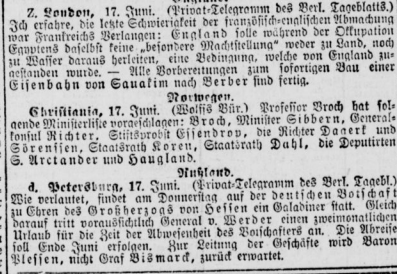 Z. London, 17. Juni. (Privat-Telegramm des Berl. Tageblatts.)
Ich erfahre, die letzte Schwierigkeit der französisch-englischen Abmachung
war Frankreichs Verlangen: England solle während der Okkupation
Egyptens daselbst keine „besondere Machtstellung" weder zu Land, noch
zu Wasser daraus herleiten, eine Bedingung, welche von England zu-
gestanden wurde. — Alle Vorbereitungen zum sofortigen Bau einer
Eisenbahn von Sauakim nach Berber sind fertig.
Norwegen.
Christiania, 17. Juni. (Wolffs Bür.) Professor Broch hat fol-
gende Ministerliste vorgeschlagen: Broch, Minister Sibbern, General-
konsul Richter, Stiftsprobst Essendrop, die Richter Dagerk und
Sörenssen, Staatsrath Koren, Staatsrath Dahl, die Deputirten
S. Arctander und Haugland.
Rußland.
d. Petersburg, 17. Juni. (Privat-Telegramm des Berl. Tagebl.)
Wie verlautet, findet am Donnerstag auf der deutschen Botschaft
zu Ehren des Großherzogs von Hessen ein Galadiner statt. Gleich
darauf tritt voraussichtlich General v. Werder einen zweimonatlichen
Urlaub für die Zeit der Abwesenheit des Botschafters an. Die Abreise
soll Ende Juni erfolgen. Zur Leitung der Geschäfte wird Baron
Plessen, nicht Graf Bismarck, zurück erwartet.